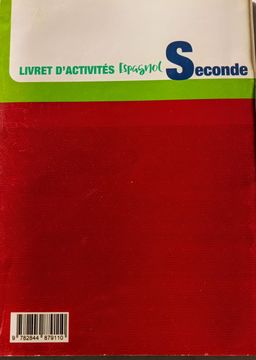 LIVRET D'ACTIVITÉS Espagnol Seconde
9 782844 879110